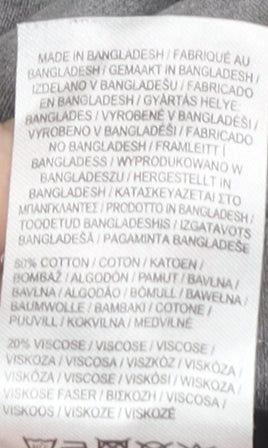 MADE IN BANGLADESH / FABRIQUÉ AU
BANGLADESH / GEMAAKT IN BANGLADESH /
IZDELANO V BANGLADEŠU / FABRICADO
EN BANGLADESH / GYÁRTÁS HELYE:
BANGLADES / VYROBENÉ V BANGLADÉŠI /
VYROBENO V BANGLADÉŠI / FABRICADO
NO BANGLADESH / FRAMLEITT Í
BANGLADESS / WYPRODUKOWANO W
BANGLADESZU / HERGESTELLT IN
BANGLADESH / ΚΑΤΑΣΚΕΥΑΖΕΤΑΙ ΣΤΟ
ΜΠΑΝΓΚΛΑΝΤΕΣ / PRODOTTO IN BANGLADESH /
TOODETUD BANGLADESHIS / IZGATAVOTS
BANGLADEŠĀ / PAGAMINTA BANGLADEŠE
80% COTTON / COTON / KATOEN /
BOMBAŽ / ALGODÓN / PAMUT / BAVLNA /
BAVLNA / ALGODÃO / BÓMULL / BAWEŁNA /
BAUMWOLLE / ΒΑΜΒΑΚΙ / COTONE /
PUUVILL / KOKVILNA / MEDVILNĖ
20% VISCOSE / VISCOSE / VISCOSE /
VISKOZA / VISCOSA / VISZKÓZ / VISKÓZA /
VISKÓZA / VISCOSE / VISKÓSI / WISKOZA /
VISKOSE FASER / ΒΙΣΚΟΖΗ / VISCOSA /
VISKOOS / VISKOZE / VISKOZĖ